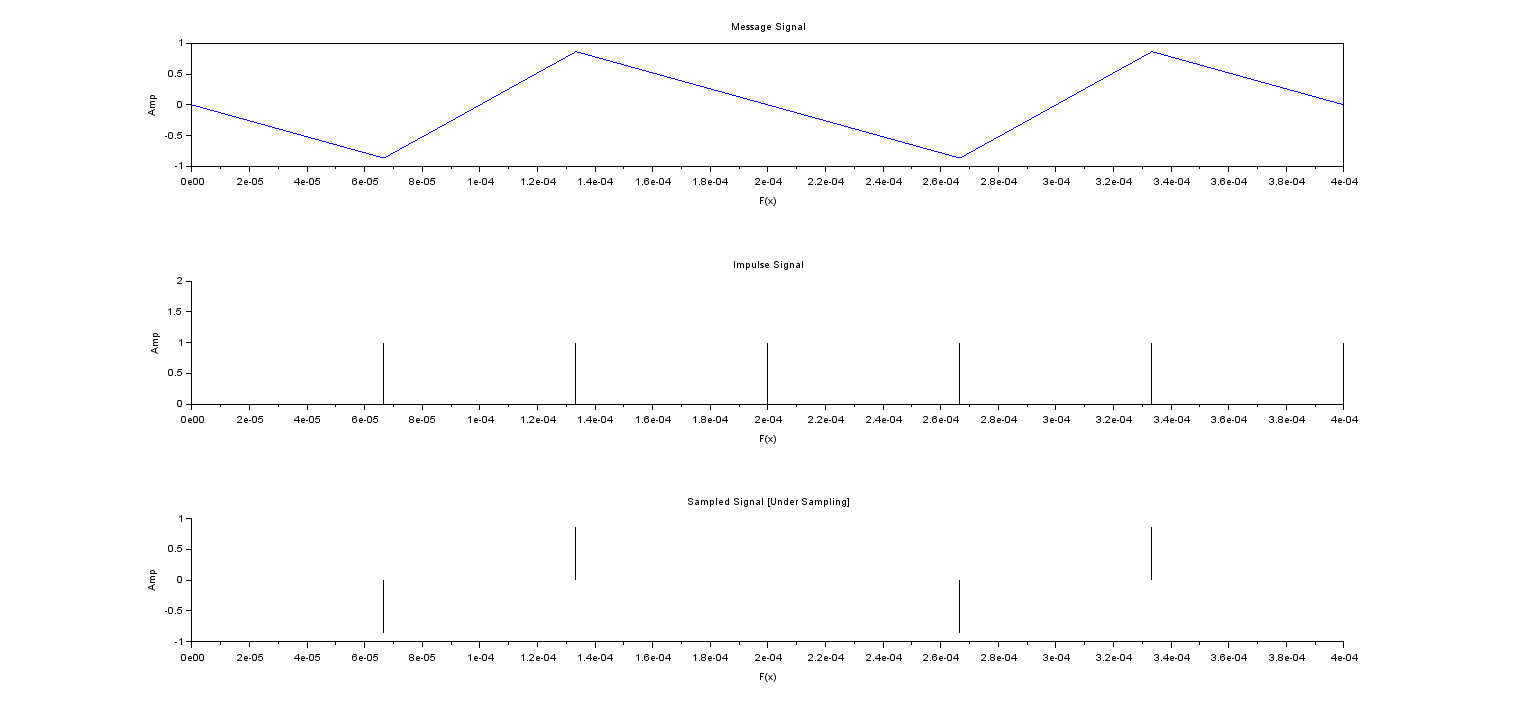 Message Signal
1
0.5
0
-0.5
-1
Amp
0e00 2e-05 4e-05 6e-05 8e-05 1e-04 1.2e-04 1.4e-04 1.6e-04 1.8e-04 2e-04 2.2e-04 2.4e-04 2.6e-04 2.8e-04 3e-04 3.2e-04 3.4e-04 3.6e-04 3.8e-04 4e-04
F(x)
Impulse Signal
2
1.5
1
0.5
0
Amp
0e00 2e-05 4e-05 6e-05 8e-05 1e-04 1.2e-04 1.4e-04 1.6e-04 1.8e-04 2e-04 2.2e-04 2.4e-04 2.6e-04 2.8e-04 3e-04 3.2e-04 3.4e-04 3.6e-04 3.8e-04 4e-04
F(x)
Sampled Signal [Under Sampling]
1
0.5
0
-0.5
-1
Amp
0e00 2e-05 4e-05 6e-05 8e-05 1e-04 1.2e-04 1.4e-04 1.6e-04 1.8e-04 2e-04 2.2e-04 2.4e-04 2.6e-04 2.8e-04 3e-04 3.2e-04 3.4e-04 3.6e-04 3.8e-04 4e-04
F(x)